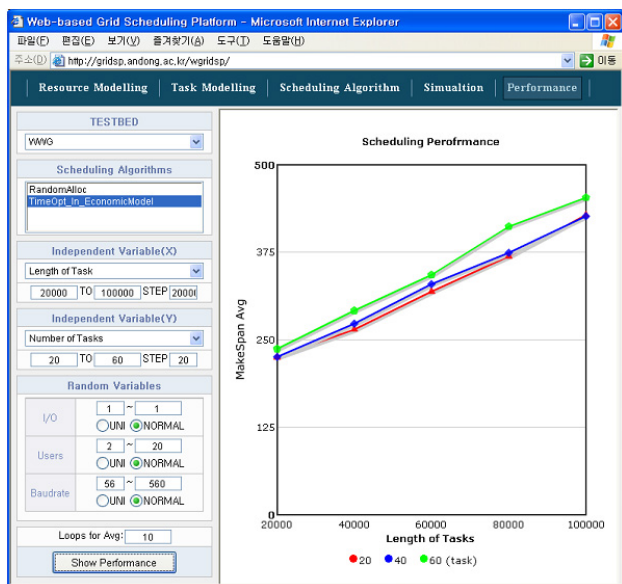 Web-based Grid Scheduling Platform - Microsoft Internet Explorer
파일(F) 편집(E) 보기(V) 즐겨찾기(A) 도구(T) 도움말(H)
주소(D) http://gridsp.andong.ac.kr/wgridsp/ 이동
Resource Modelling Task Modelling Scheduling Algorithm Simualtion Performance
TESTBED
WWG
Scheduling Algorithms
RandomAlloc
TimeOpt_In_EconomicModel
Independent Variable(X)
Length of Task
20000 TO 100000 STEP 2000
Independent Variable(Y)
Number of Tasks
20 TO 60 STEP 20
Random Variables
I/O
1 ~ 1
UNI NORMAL
Users
2 ~ 20
UNI NORMAL
Baudrate
56 ~ 560
UNI NORMAL
Loops for Avg: 10
Show Performance
Scheduling Perofrmance
MakeSpan Avg
500
375
250
125
0
20000 40000 60000 80000 100000
Length of Tasks
20 40 60 (task)